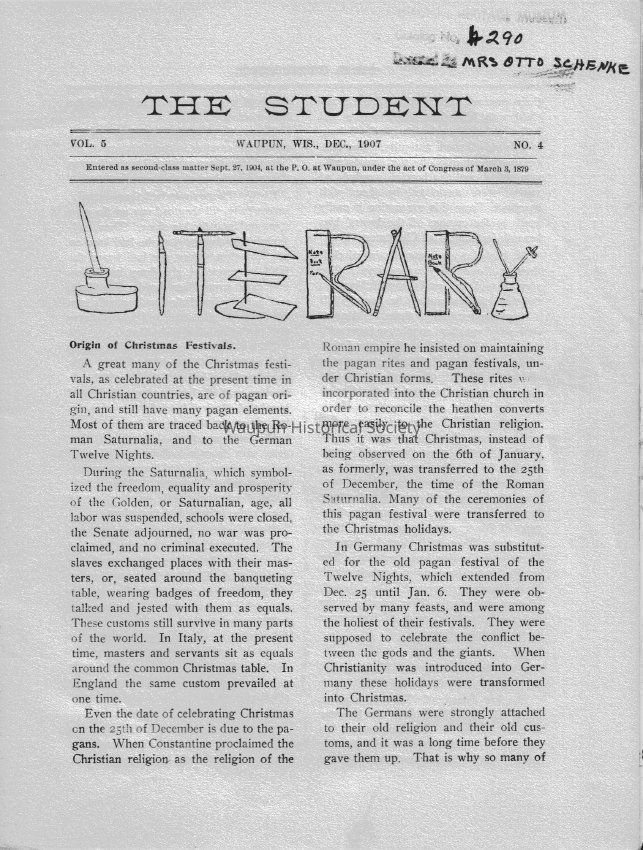 #290
MRS OTTO SCHENKE
THE STUDENT
VOL. 5 WAUPUN, WIS., DEC., 1907 NO. 4
Entered as second-class matter Sept. 27, 1904, at the P. O. at Waupun, under the act of Congress of March 3, 1879
LITERARY
Note
Book
For
Note
Book
Origin of Christmas Festivals.
A great many of the Christmas festi-
vals, as celebrated at the present time in
all Christian countries, are of pagan ori-
gin, and still have many pagan elements.
Most of them are traced back to the Ro-
man Saturnalia, and to the German
Twelve Nights.
During the Saturnalia, which symbol-
ized the freedom, equality and prosperity
of the Golden, or Saturnalian, age, all
labor was suspended, schools were closed,
the Senate adjourned, no war was pro-
claimed, and no criminal executed. The
slaves exchanged places with their mas-
ters, or, seated around the banqueting
table, wearing badges of freedom, they
talked and jested with them as equals.
These customs still survive in many parts
of the world. In Italy, at the present
time, masters and servants sit as equals
around the common Christmas table. In
England the same custom prevailed at
one time.
Even the date of celebrating Christmas
on the 25th of December is due to the pa-
gans. When Constantine proclaimed the
Christian religion as the religion of the
Roman empire he insisted on maintaining
the pagan rites and pagan festivals, un-
der Christian forms. These rites
incorporated into the Christian church in
order to reconcile the heathen converts
more easily to the Christian religion.
Thus it was that Christmas, instead of
being observed on the 6th of January,
as formerly, was transferred to the 25th
of December, the time of the Roman
Saturnalia. Many of the ceremonies of
this pagan festival were transferred to
the Christmas holidays.
In Germany Christmas was substitut-
ed for the old pagan festival of the
Twelve Nights, which extended from
Dec. 25 until Jan. 6. They were ob-
served by many feasts, and were among
the holiest of their festivals. They were
supposed to celebrate the conflict be-
tween the gods and the giants. When
Christianity was introduced into Ger-
many these holidays were transformed
into Christmas.
The Germans were strongly attached
to their old religion and their old cus-
toms, and it was a long time before they
gave them up. That is why so many of
Waupun Historical Society